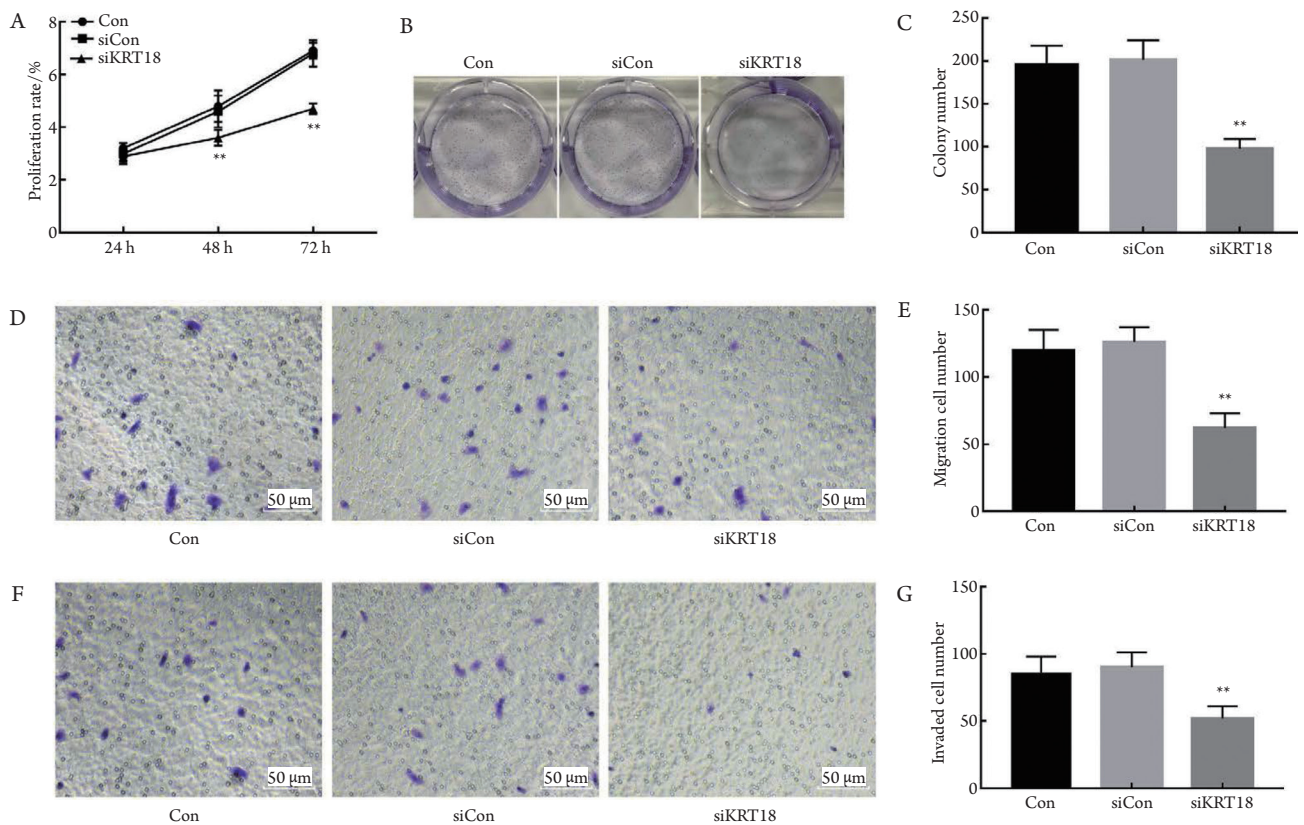 A
8
6
4
2
0
Proliferation rate/%
Con
siCon
siKRT18
**
**
24 h
48 h
72 h
B
Con
siCon
siKRT18
C
250
200
150
100
50
0
Colony number
**
Con
siCon
siKRT18
D
50 μm
50 μm
50 μm
Con
siCon
siKRT18
E
150
100
50
0
Migration cell number
**
Con
siCon
siKRT18
F
50 μm
50 μm
50 μm
Con
siCon
siKRT18
G
150
100
50
0
Invaded cell number
**
Con
siCon
siKRT18